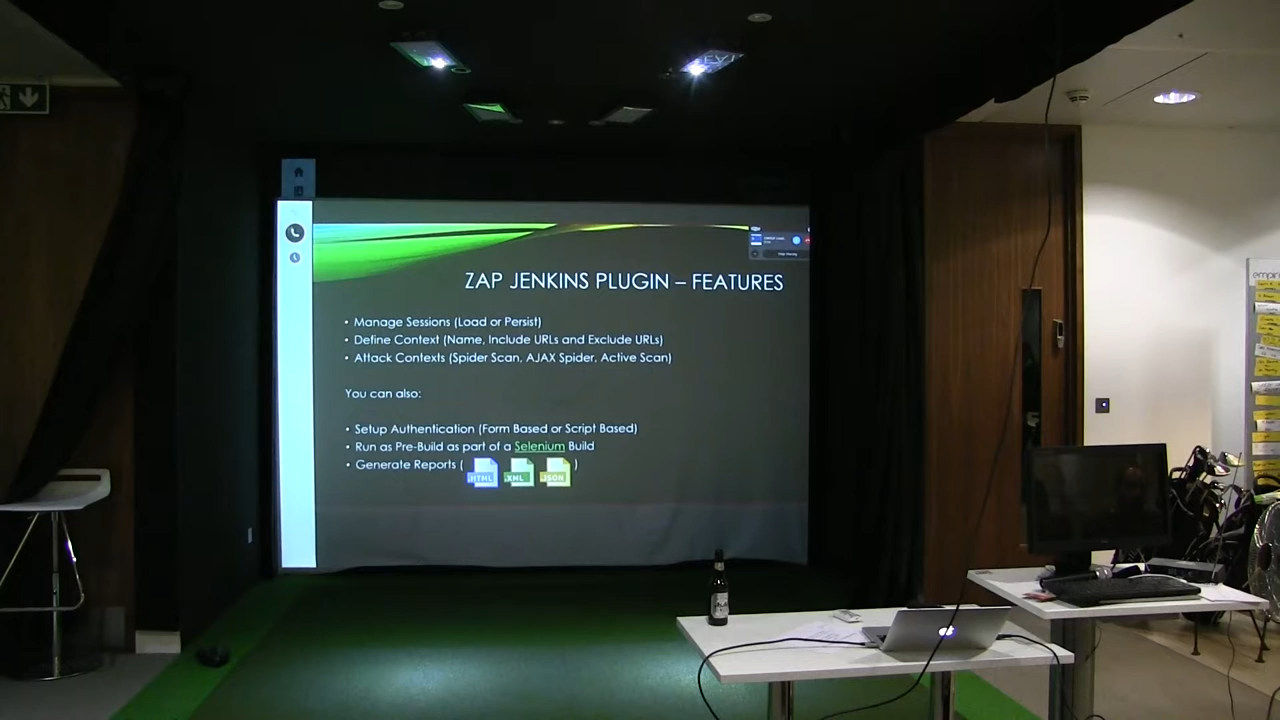 ZAP JENKINS PLUGIN – FEATURES
• Manage Sessions (Load or Persist)
• Define Context (Name, Include URLs and Exclude URLs)
• Attack Contexts (Spider Scan, AJAX Spider, Active Scan)
You can also:
• Setup Authentication (Form Based or Script Based)
• Run as Pre-Build as part of a Selenium Build
• Generate Reports ( HTML XML JSON )